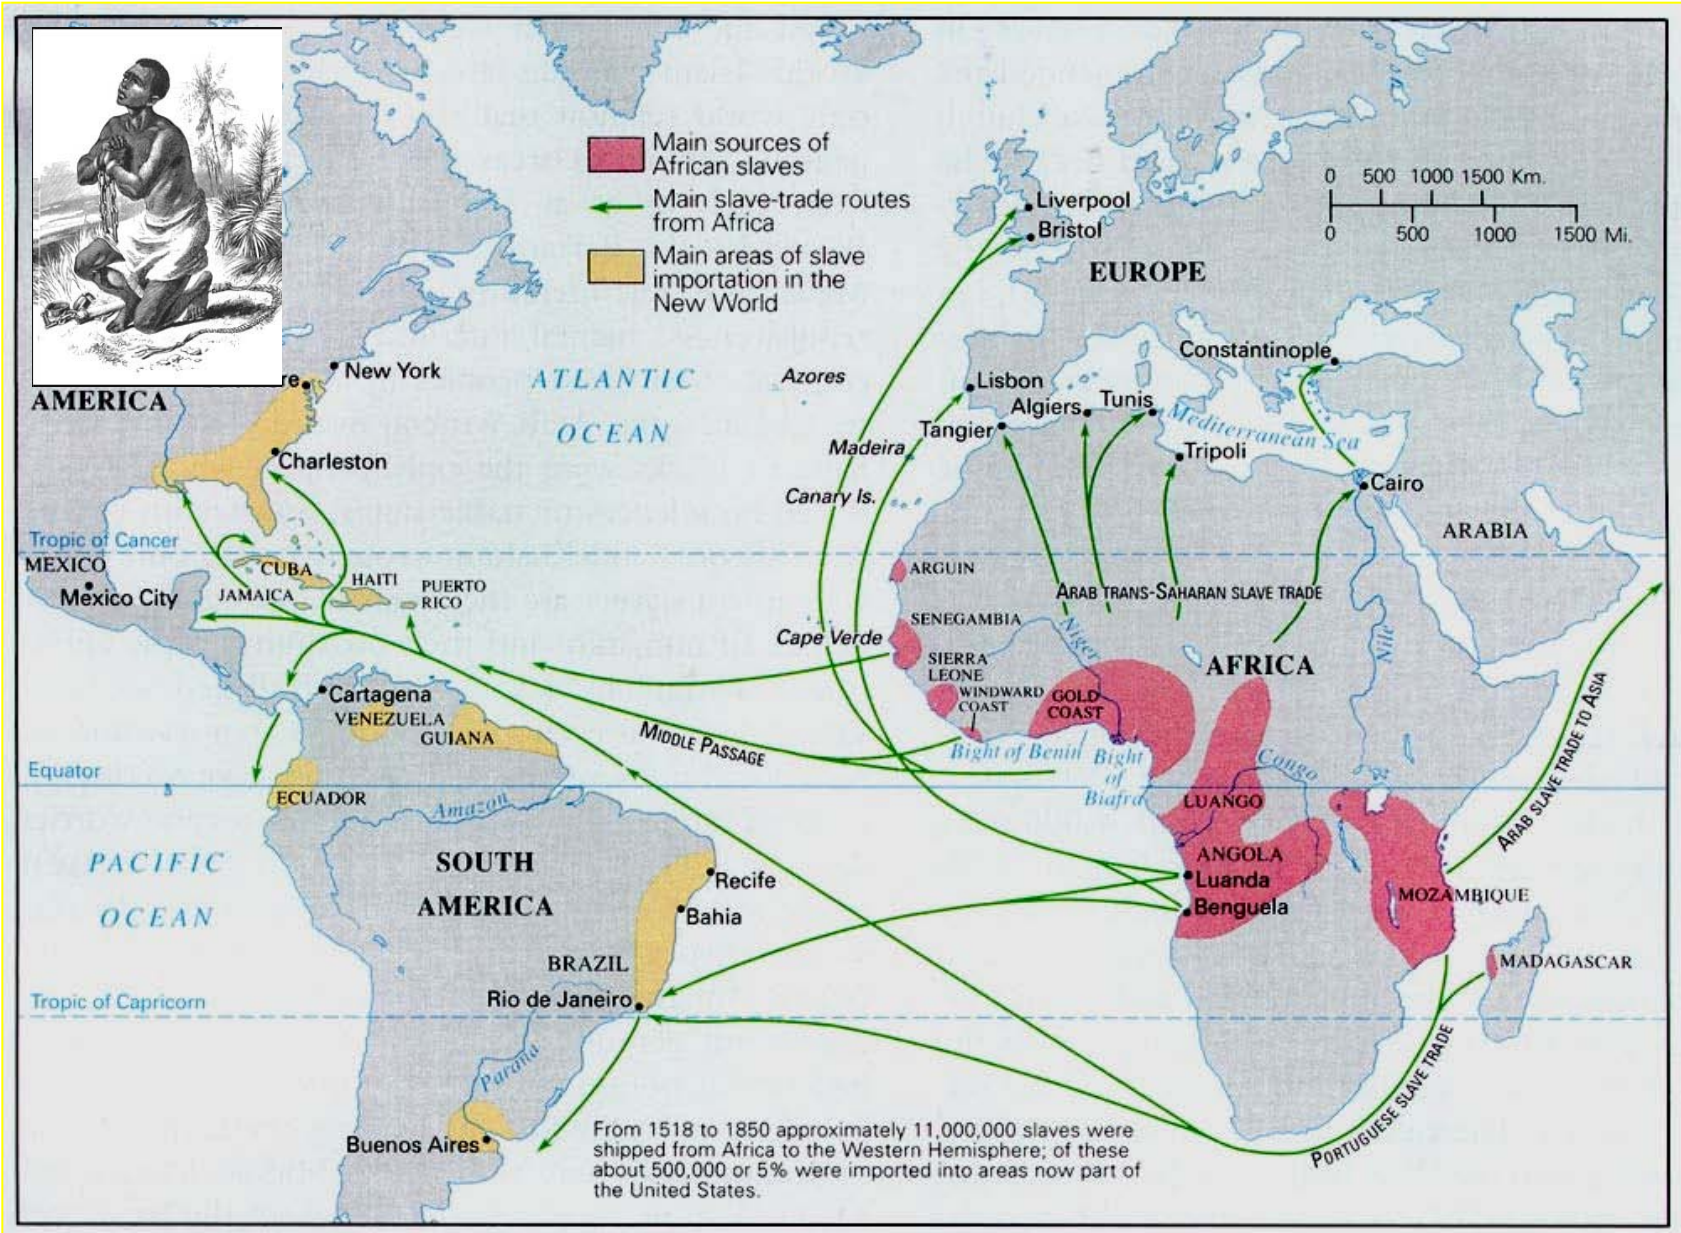 Main sources of
African slaves
Main slave-trade routes
from Africa
Main areas of slave
importation in the
New World
0 500 1000 1500 Km.
0 500 1000 1500 Mi.
Liverpool
Bristol
EUROPE
Constantinople
re
New York
AMERICA
ATLANTIC
OCEAN
Azores
Lisbon
Algiers
Tunis
Mediterranean Sea
Tangier
Madeira
Tripoli
Charleston
Canary Is.
Cairo
ARABIA
Tropic of Cancer
MEXICO
Mexico City
CUBA
JAMAICA
HAITI
PUERTO
RICO
ARGUIN
ARAB TRANS-SAHARAN SLAVE TRADE
SENEGAMBIA
Cape Verde
Niger
Nile
SIERRA
LEONE
AFRICA
WINDWARD
COAST
GOLD
COAST
Cartagena
VENEZUELA
GUIANA
MIDDLE PASSAGE
Bight of Benin
Bight
of
Biafra
Congo
ARAB SLAVE TRADE TO ASIA
Equator
ECUADOR
Amazon
LUANGO
PACIFIC
OCEAN
SOUTH
AMERICA
Recife
Bahia
ANGOLA
Luanda
Benguela
MOZAMBIQUE
BRAZIL
MADAGASCAR
Tropic of Capricorn
Rio de Janeiro
Parana
PORTUGUESE SLAVE TRADE
Buenos Aires
From 1518 to 1850 approximately 11,000,000 slaves were
shipped from Africa to the Western Hemisphere; of these
about 500,000 or 5% were imported into areas now part of
the United States.